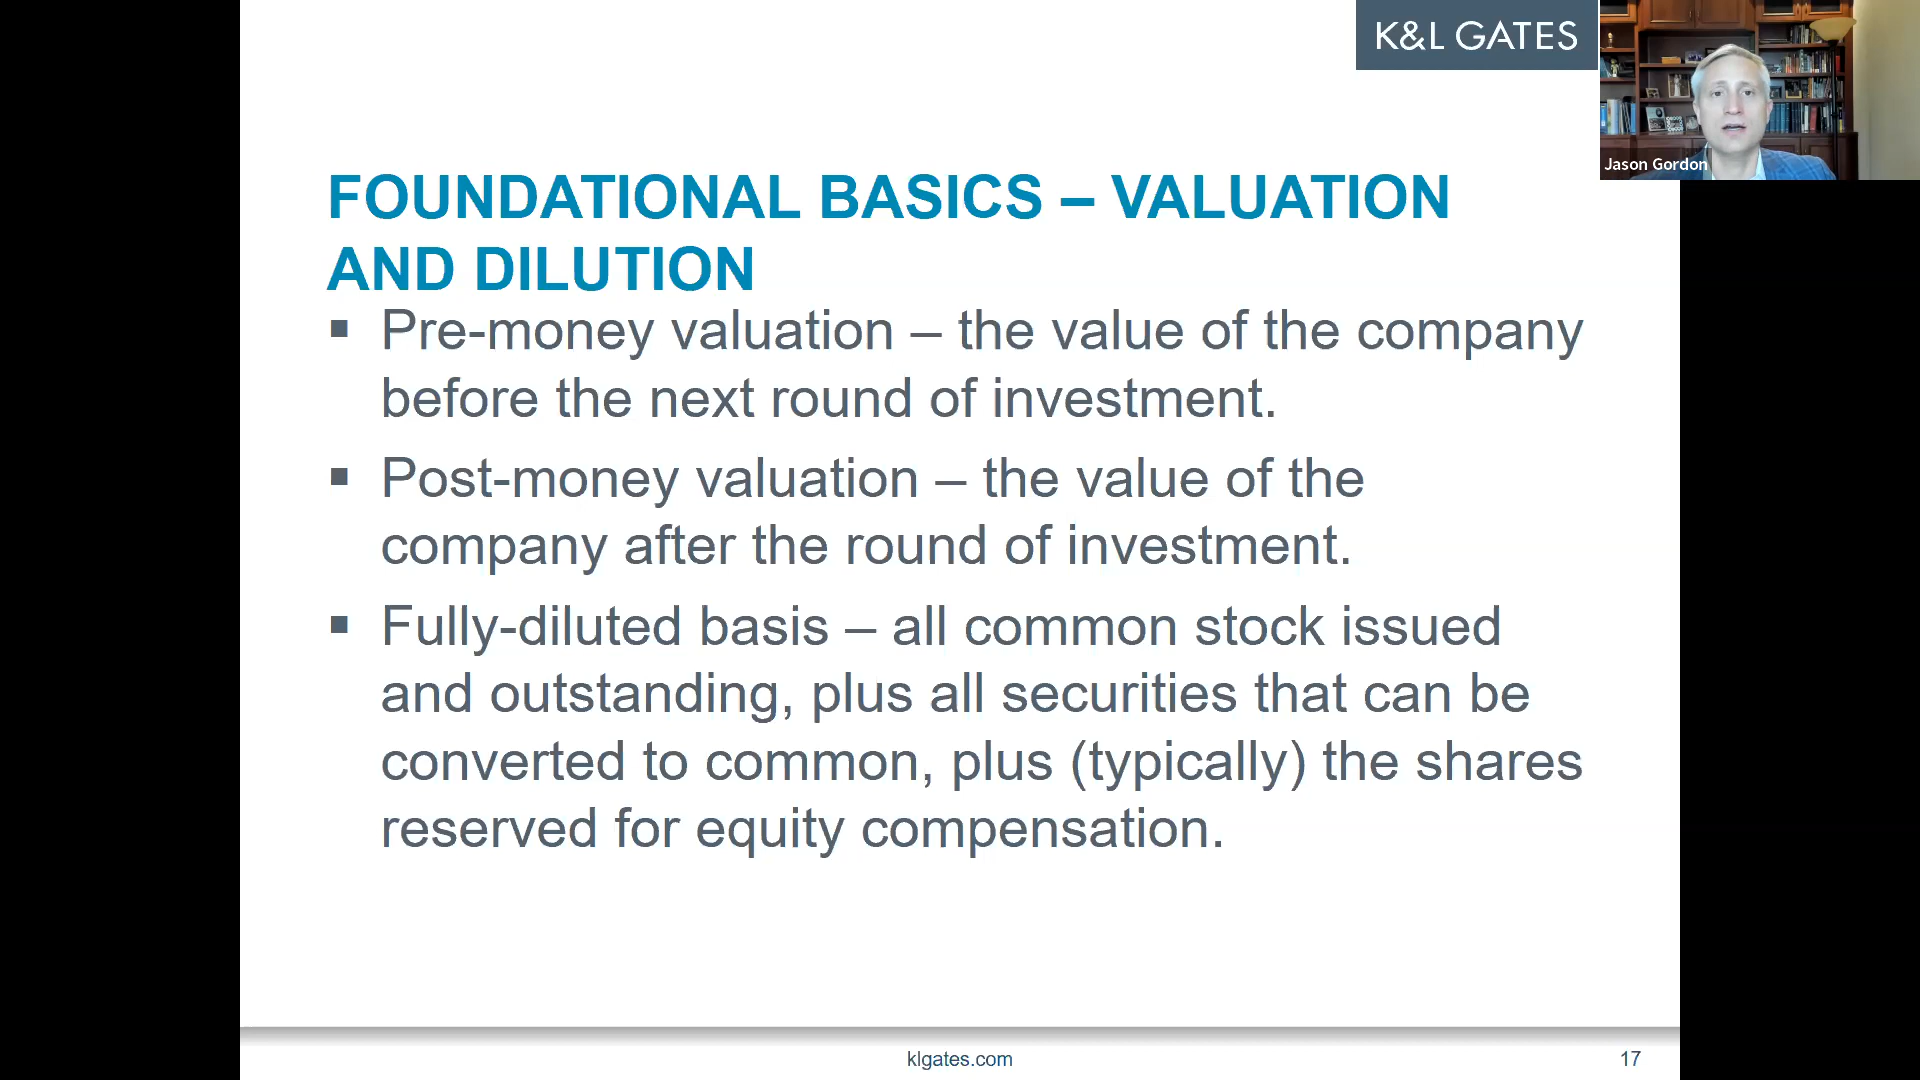 K&L GATES
Jason Gordon
FOUNDATIONAL BASICS – VALUATION
AND DILUTION
▪ Pre-money valuation – the value of the company
before the next round of investment.
▪ Post-money valuation – the value of the
company after the round of investment.
▪ Fully-diluted basis – all common stock issued
and outstanding, plus all securities that can be
converted to common, plus (typically) the shares
reserved for equity compensation.
klgates.com
17